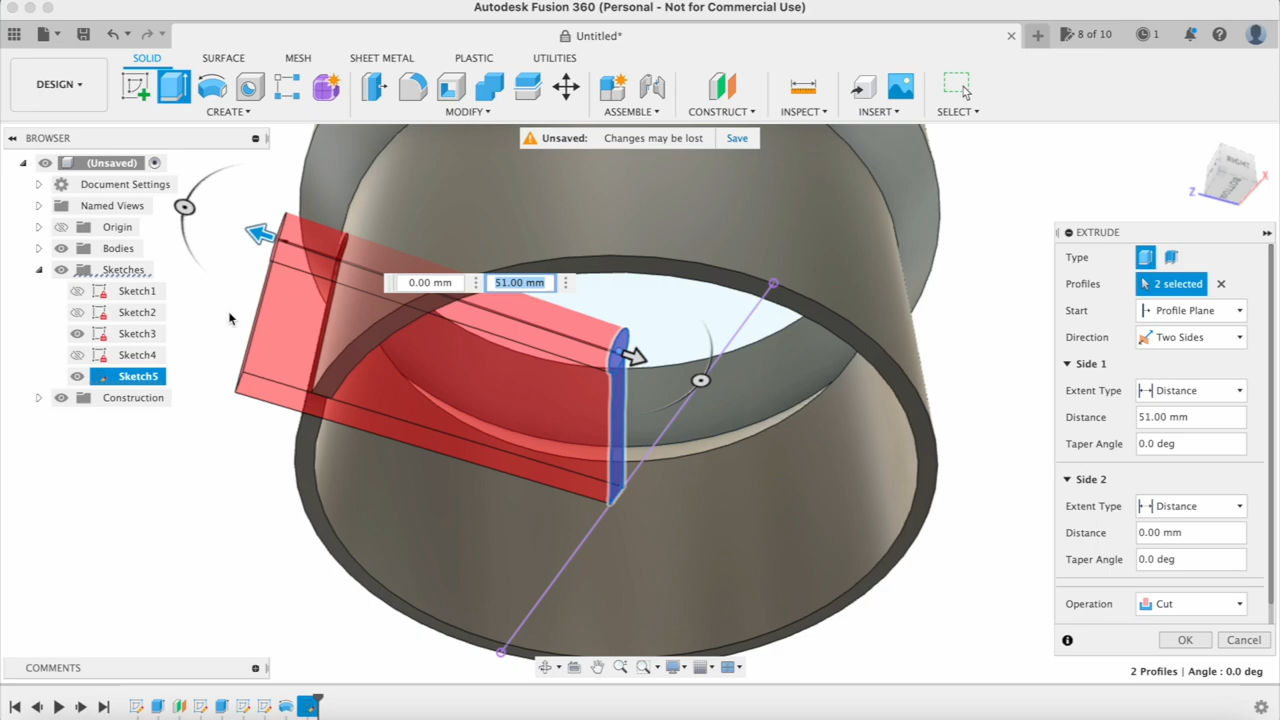 Autodesk Fusion 360 (Personal - Not for Commercial Use)
Untitled*
8 of 10
1
SOLID SURFACE MESH SHEET METAL PLASTIC UTILITIES
DESIGN
CREATE MODIFY ASSEMBLE CONSTRUCT INSPECT INSERT SELECT
BROWSER
Unsaved: Changes may be lost Save
(Unsaved)
Document Settings
Named Views
Origin
Bodies
Sketches
Sketch1
Sketch2
Sketch3
Sketch4
Sketch5
Construction
0.00 mm 51.00 mm
RIGHT
Z
X
EXTRUDE
Type
Profiles 2 selected
Start Profile Plane
Direction Two Sides
Side 1
Extent Type Distance
Distance 51.00 mm
Taper Angle 0.0 deg
Side 2
Extent Type Distance
Distance 0.00 mm
Taper Angle 0.0 deg
Operation Cut
OK Cancel
COMMENTS
2 Profiles | Angle : 0.0 deg